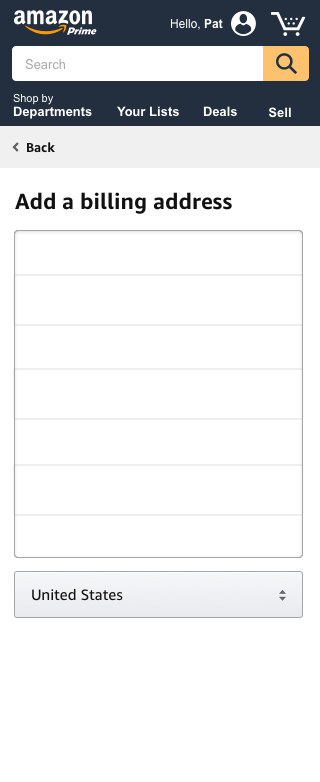 amazon
Prime
Hello, Pat
Search
Shop by
Departments
Your Lists
Deals
Sell
Back
Add a billing address
United States